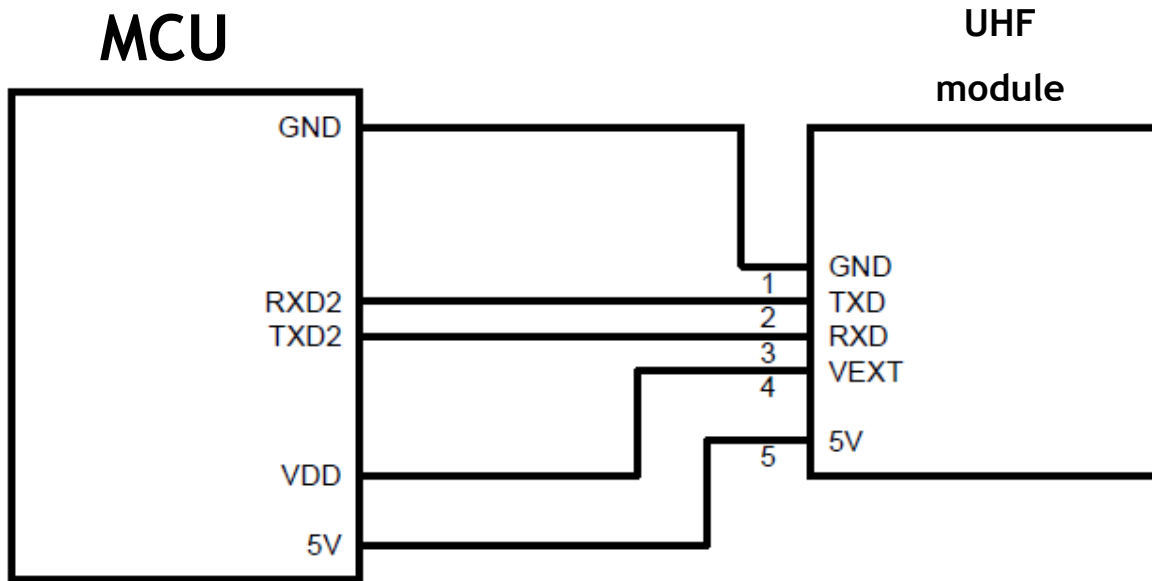 MCU
UHF
module
GND
RXD2
TXD2
VDD
5V
1
2
3
4
5
GND
TXD
RXD
VEXT
5V